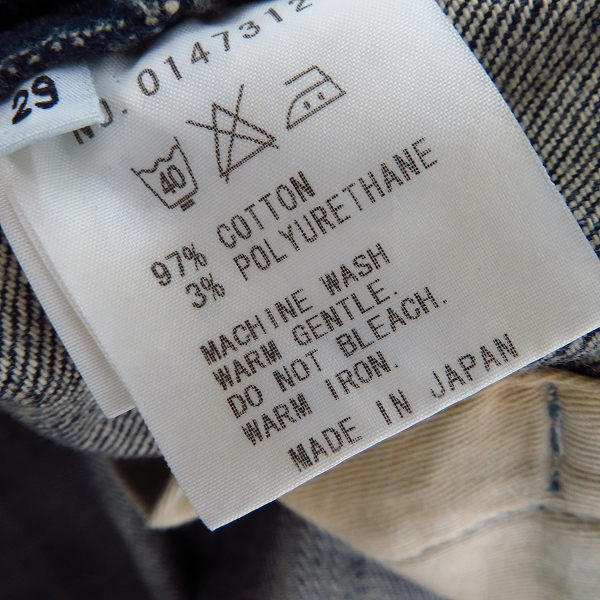 29
NO. 0147312
40
97% COTTON
3% POLYURETHANE
MACHINE WASH
WARM GENTLE.
DO NOT BLEACH.
WARM IRON.
MADE IN JAPAN